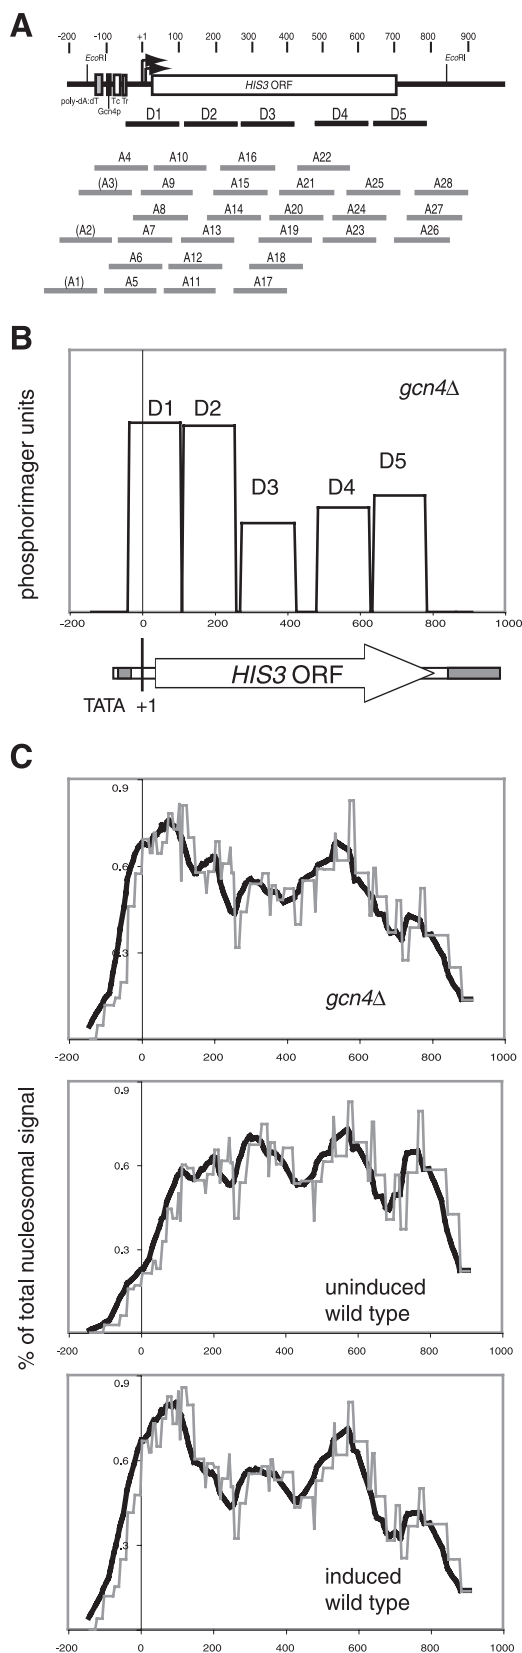 A
-200 -100 +1 100 200 300 400 500 600 700 800 900
EcoRI EcoRI
HIS3 ORF
poly-dA:dT Tc Tr
Gcn4p
D1 D2 D3 D4 D5
A4 A10 A16 A22
(A3) A9 A15 A21 A25 A28
A8 A14 A20 A24 A27
(A2) A7 A13 A19 A23 A26
A6 A12 A18
(A1) A5 A11 A17
B
phosphorimager units
gcn4Δ
D1 D2 D3 D4 D5
-200 0 200 400 600 800 1000
HIS3 ORF
TATA +1
C
% of total nucleosomal signal
0.9
0.6
0.3
gcn4Δ
-200 0 200 400 600 800 1000
0.9
0.6
0.3
uninduced
wild type
-200 0 200 400 600 800 1000
0.9
0.6
0.3
induced
wild type
-200 0 200 400 600 800 1000